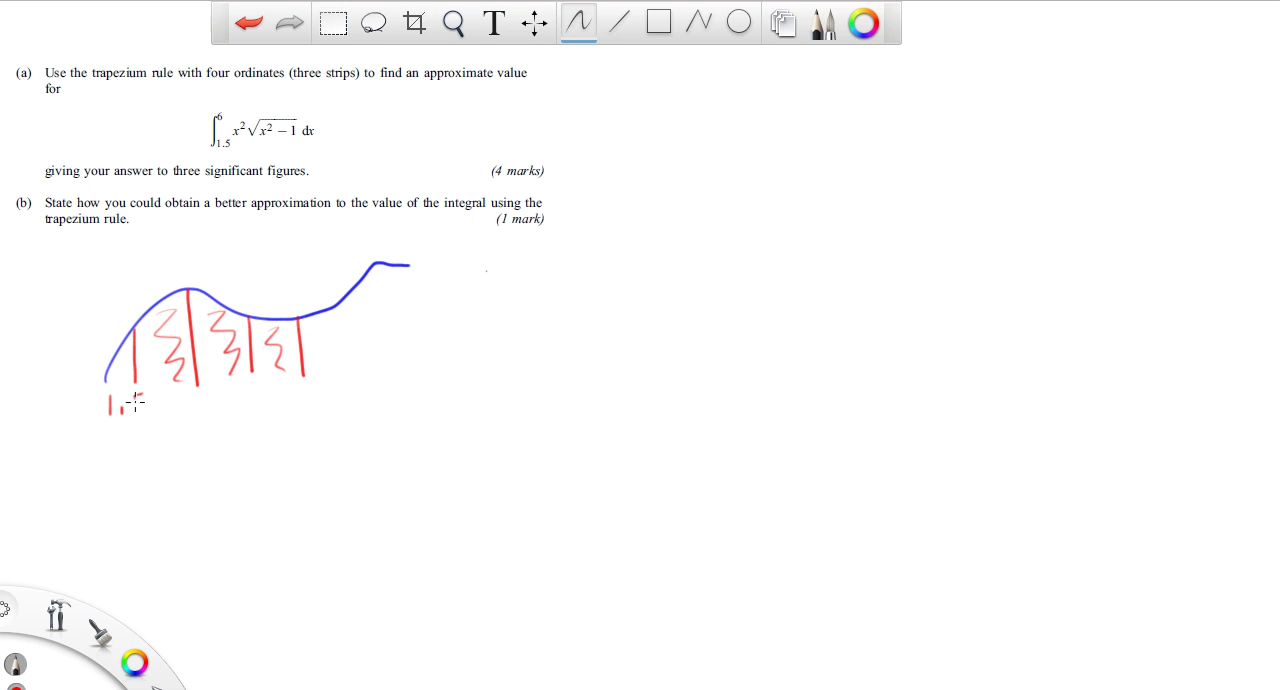 T
(a) Use the trapezium rule with four ordinates (three strips) to find an approximate value
for
∫₁.₅⁶ x²√(x² − 1) dx
giving your answer to three significant figures. (4 marks)
(b) State how you could obtain a better approximation to the value of the integral using the
trapezium rule. (1 mark)